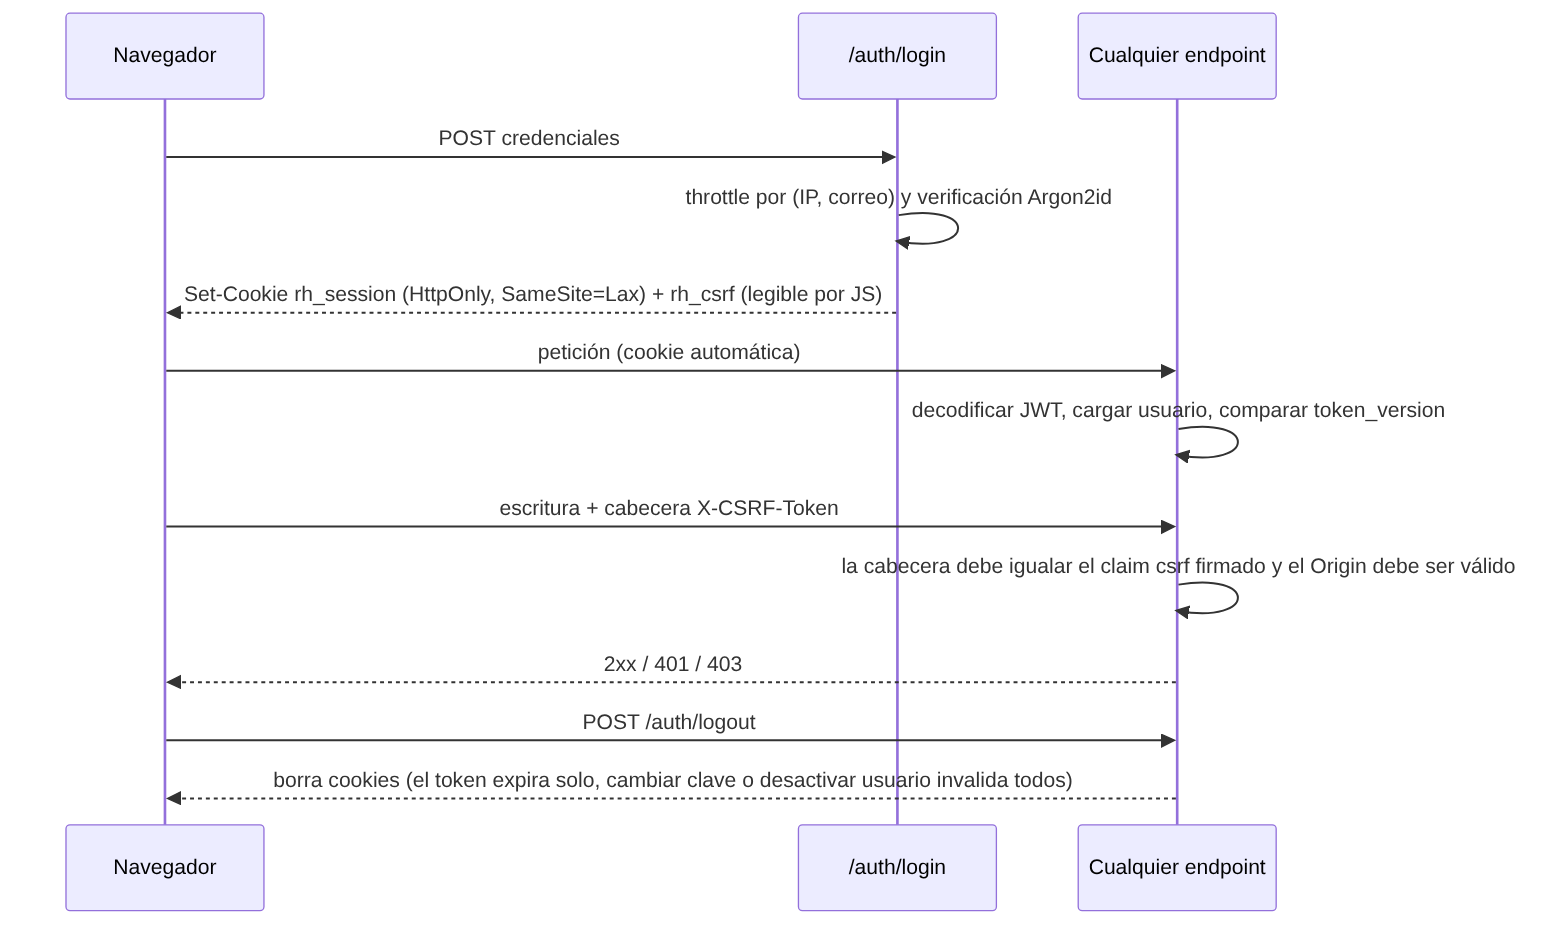 Navegador
/auth/login
Cualquier endpoint
POST credenciales
throttle por (IP, correo) y verificación Argon2id
Set-Cookie rh_session (HttpOnly, SameSite=Lax) + rh_csrf (legible por JS)
petición (cookie automática)
decodificar JWT, cargar usuario, comparar token_version
escritura + cabecera X-CSRF-Token
la cabecera debe igualar el claim csrf firmado y el Origin debe ser válido
2xx / 401 / 403
POST /auth/logout
borra cookies (el token expira solo, cambiar clave o desactivar usuario invalida todos)
Navegador
/auth/login
Cualquier endpoint